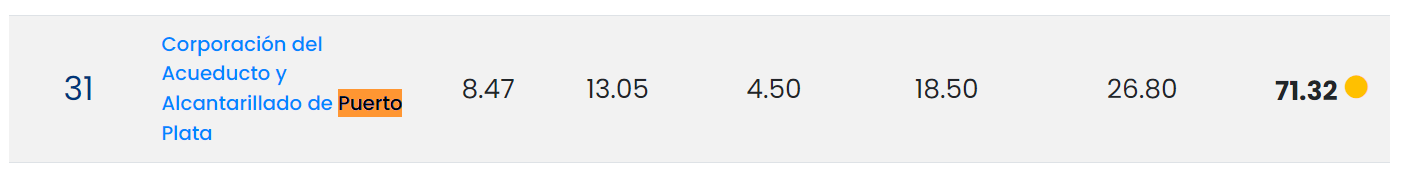 31
Corporación del
Acueducto y
Alcantarillado de Puerto
Plata
8.47
13.05
4.50
18.50
26.80
71.32